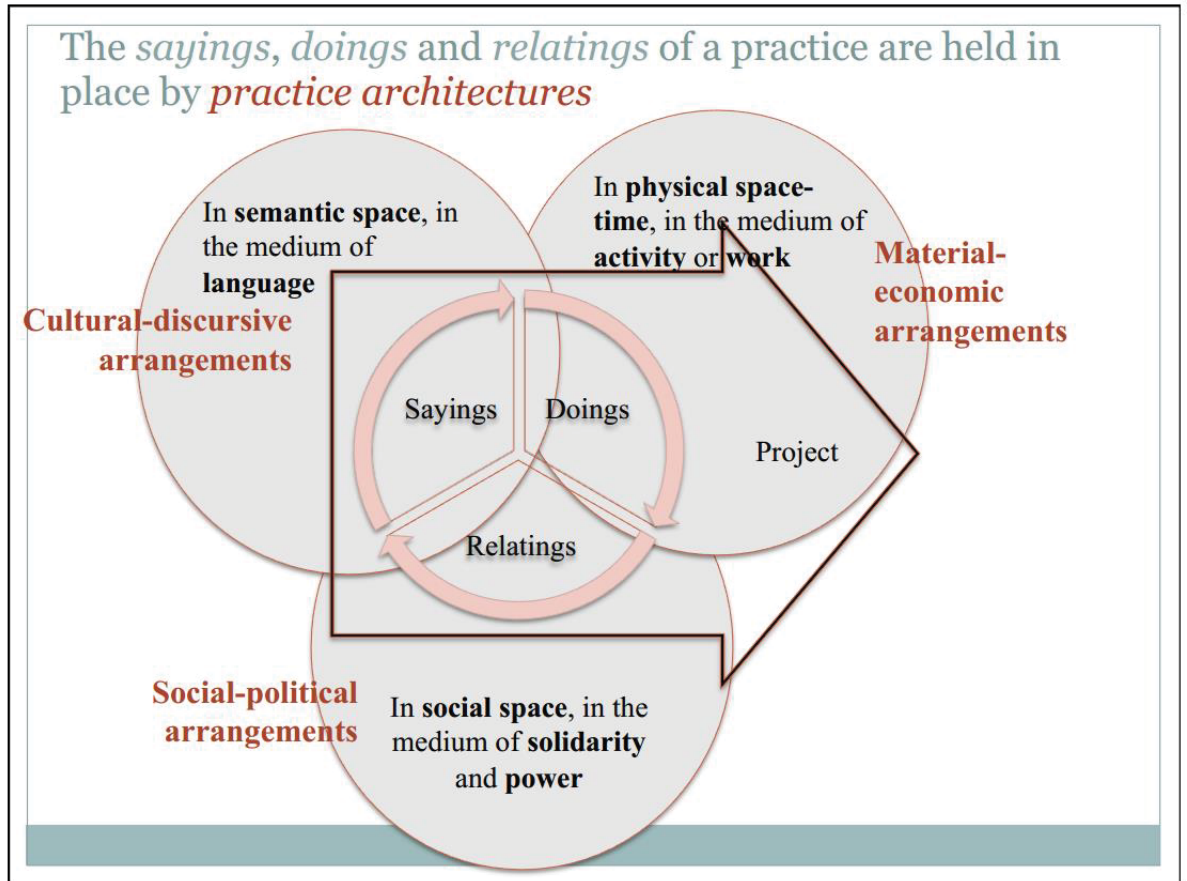 The sayings, doings and relatings of a practice are held in
place by practice architectures
In semantic space, in
the medium of
language
In physical space-
time, in the medium of
activity or work
Cultural-discursive
arrangements
Material-
economic
arrangements
Sayings
Doings
Project
Relatings
Social-political
arrangements
In social space, in the
medium of solidarity
and power